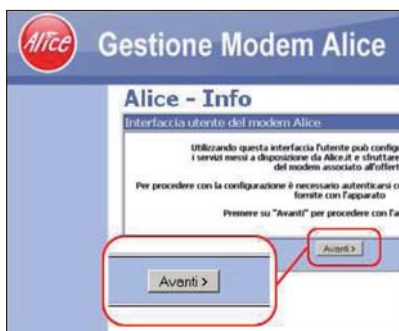 Alice
Gestione Modem Alice
Alice - Info
Interfaccia utente del modem Alice
Utilizzando questa interfaccia l'utente può config
i servizi messi a disposizione da Alice.it e sfruttare
del modem associato all'offert
Per procedere con la configurazione è necessario autenticarsi c
fornite con l'apparato
Premere su "Avanti" per procedere con l'a
Avanti >
Avanti >